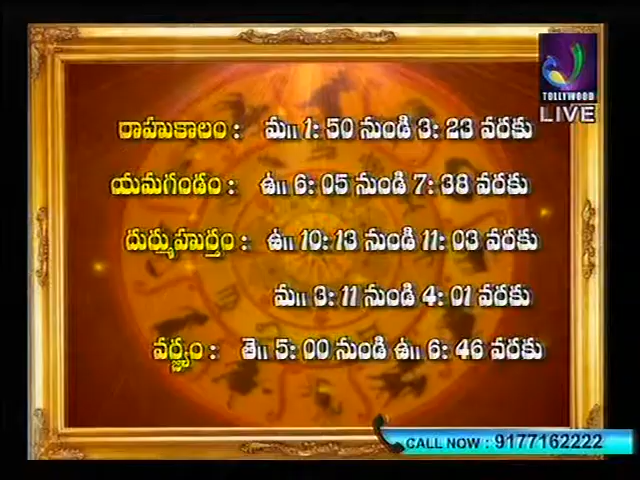 TOLLYWOOD
LIVE
రాహుకాలం : మ॥ 1: 50 నుండి 3: 23 వరకు
యమగండం : ఉ॥ 6: 05 నుండి 7: 38 వరకు
దుర్ముహుర్తం : ఉ॥ 10: 13 నుండి 11: 03 వరకు
మ॥ 3: 11 నుండి 4: 01 వరకు
వర్జ్యం : తె॥ 5: 00 నుండి ఉ॥ 6: 46 వరకు
CALL NOW : 9177162222